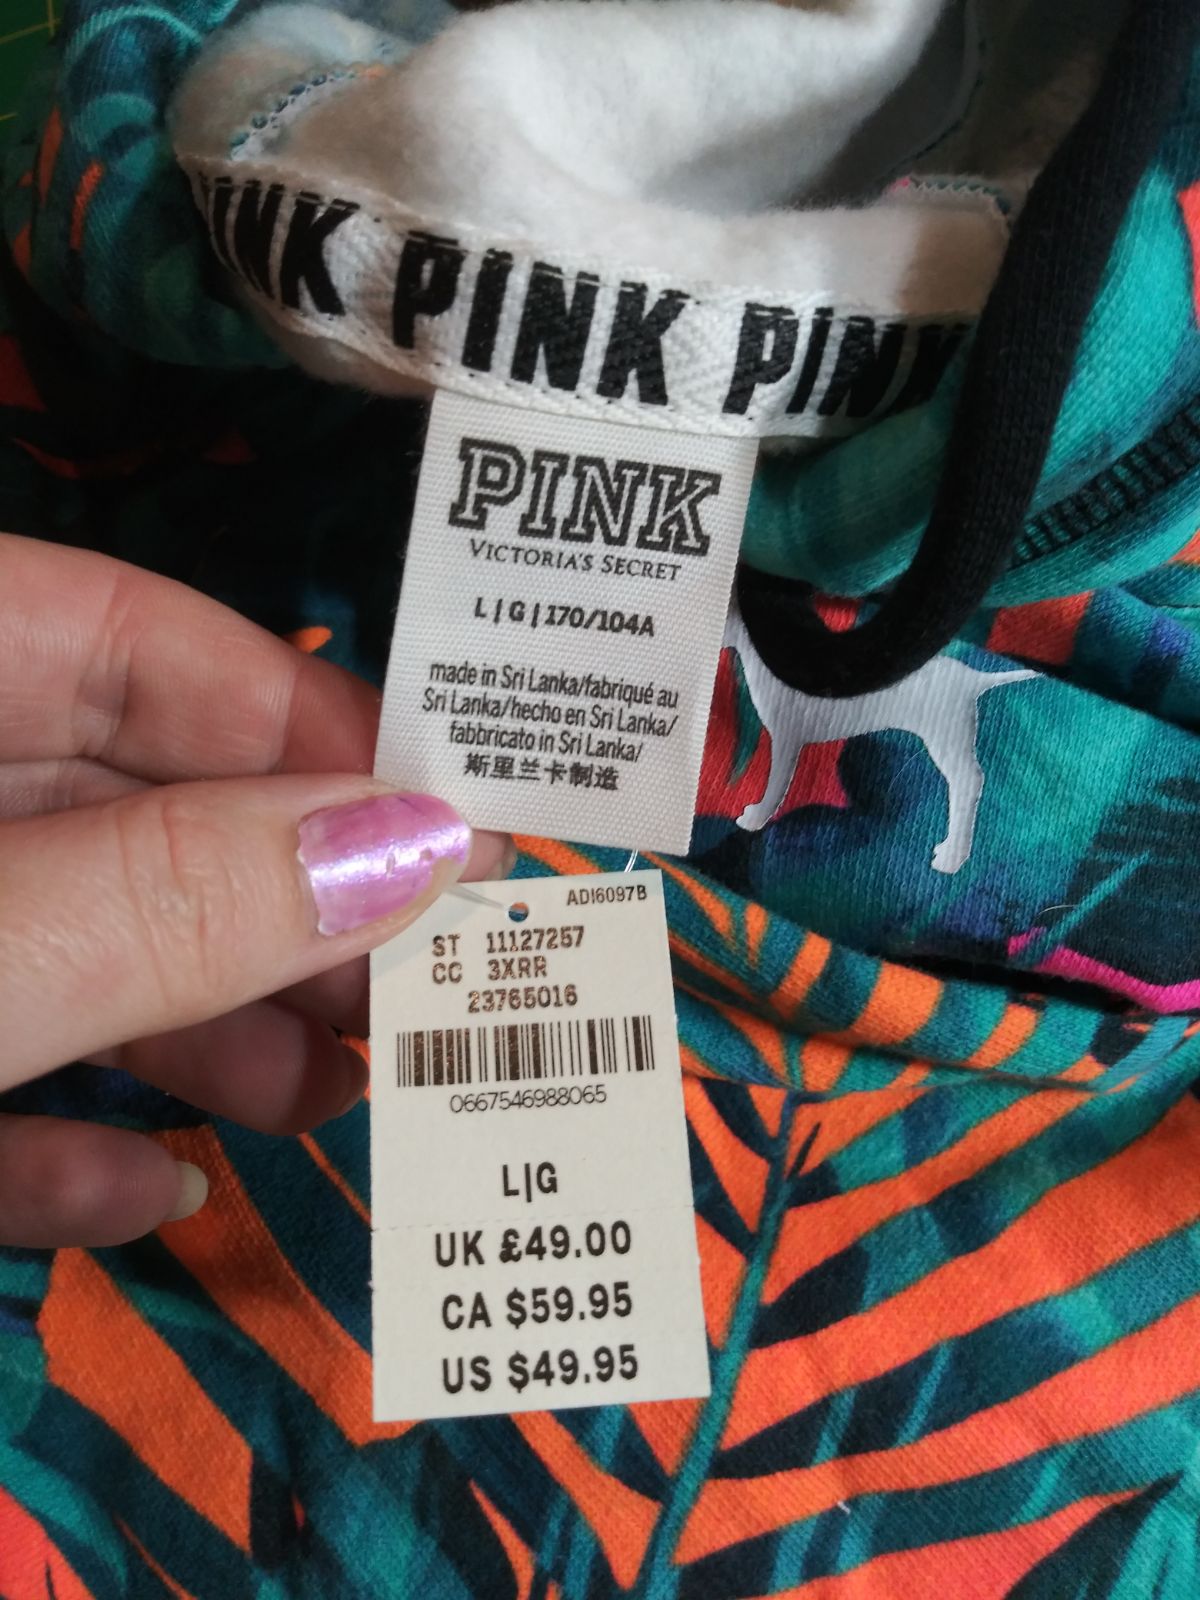 PINK PINK PINK
PINK
VICTORIA'S SECRET
L|G|170/104A
made in Sri Lanka/fabriqué au
Sri Lanka/hecho en Sri Lanka/
fabbricato in Sri Lanka/
斯里兰卡制造
ADI6097B
ST 11127257
CC 3XRR
23765016
0667546988065
L|G
UK £49.00
CA $59.95
US $49.95